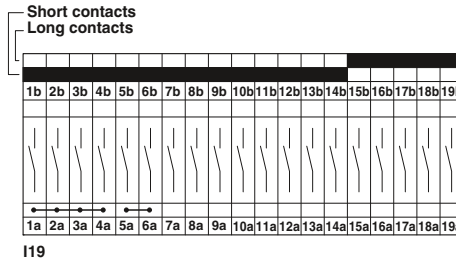 Short contacts
Long contacts
1b 2b 3b 4b 5b 6b 7b 8b 9b 10b 11b 12b 13b 14b 15b 16b 17b 18b 19b
1a 2a 3a 4a 5a 6a 7a 8a 9a 10a 11a 12a 13a 14a 15a 16a 17a 18a 19a
I19